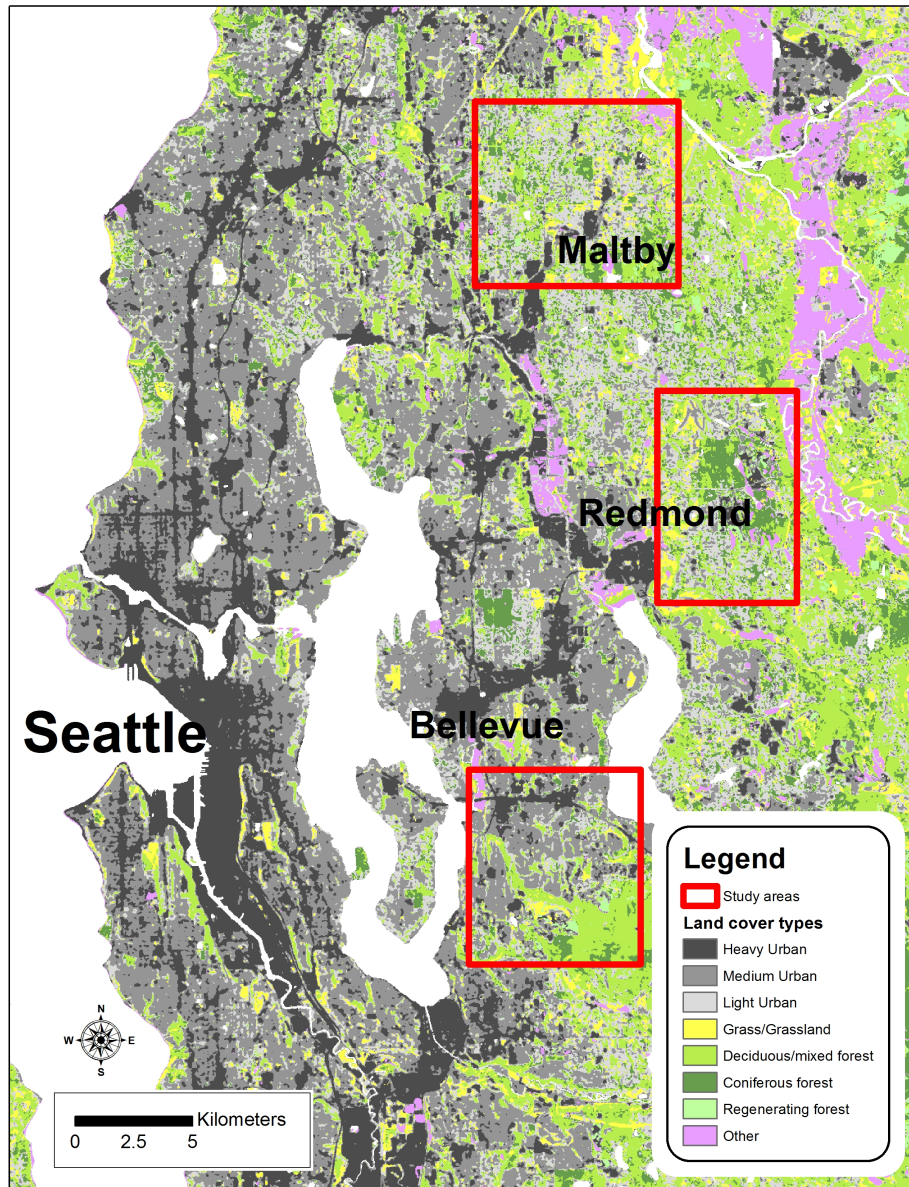 Maltby
Redmond
Bellevue
Seattle
Legend
Study areas
Land cover types
Heavy Urban
Medium Urban
Light Urban
Grass/Grassland
Deciduous/mixed forest
Coniferous forest
Regenerating forest
Other
N
W E
S
Kilometers
0 2.5 5